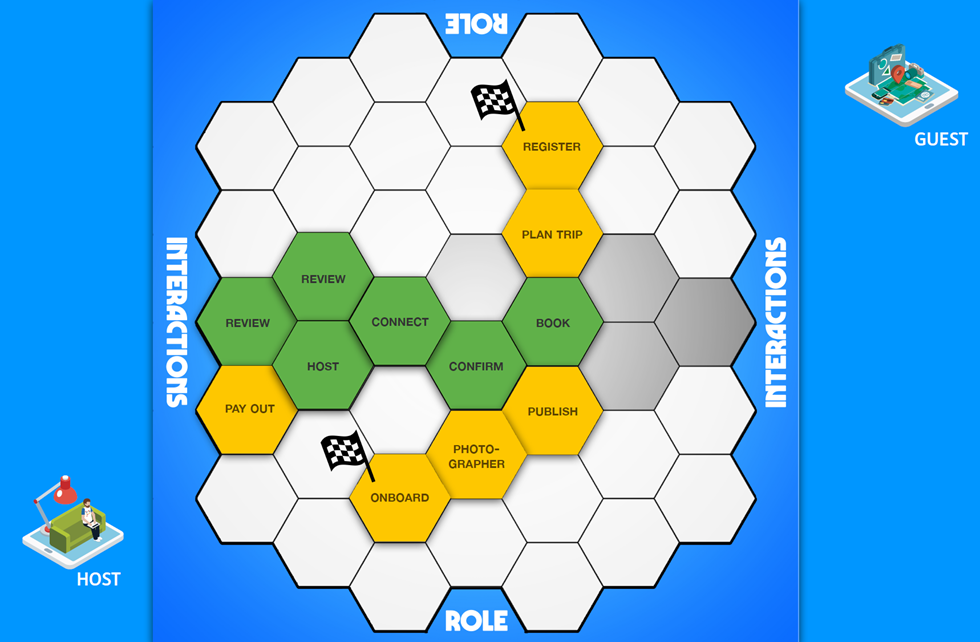 ROLE
REGISTER
GUEST
PLAN TRIP
INTERACTIONS
INTERACTIONS
REVIEW
REVIEW
CONNECT
BOOK
HOST
CONFIRM
PAY OUT
PUBLISH
PHOTO-
GRAPHER
ONBOARD
HOST
ROLE